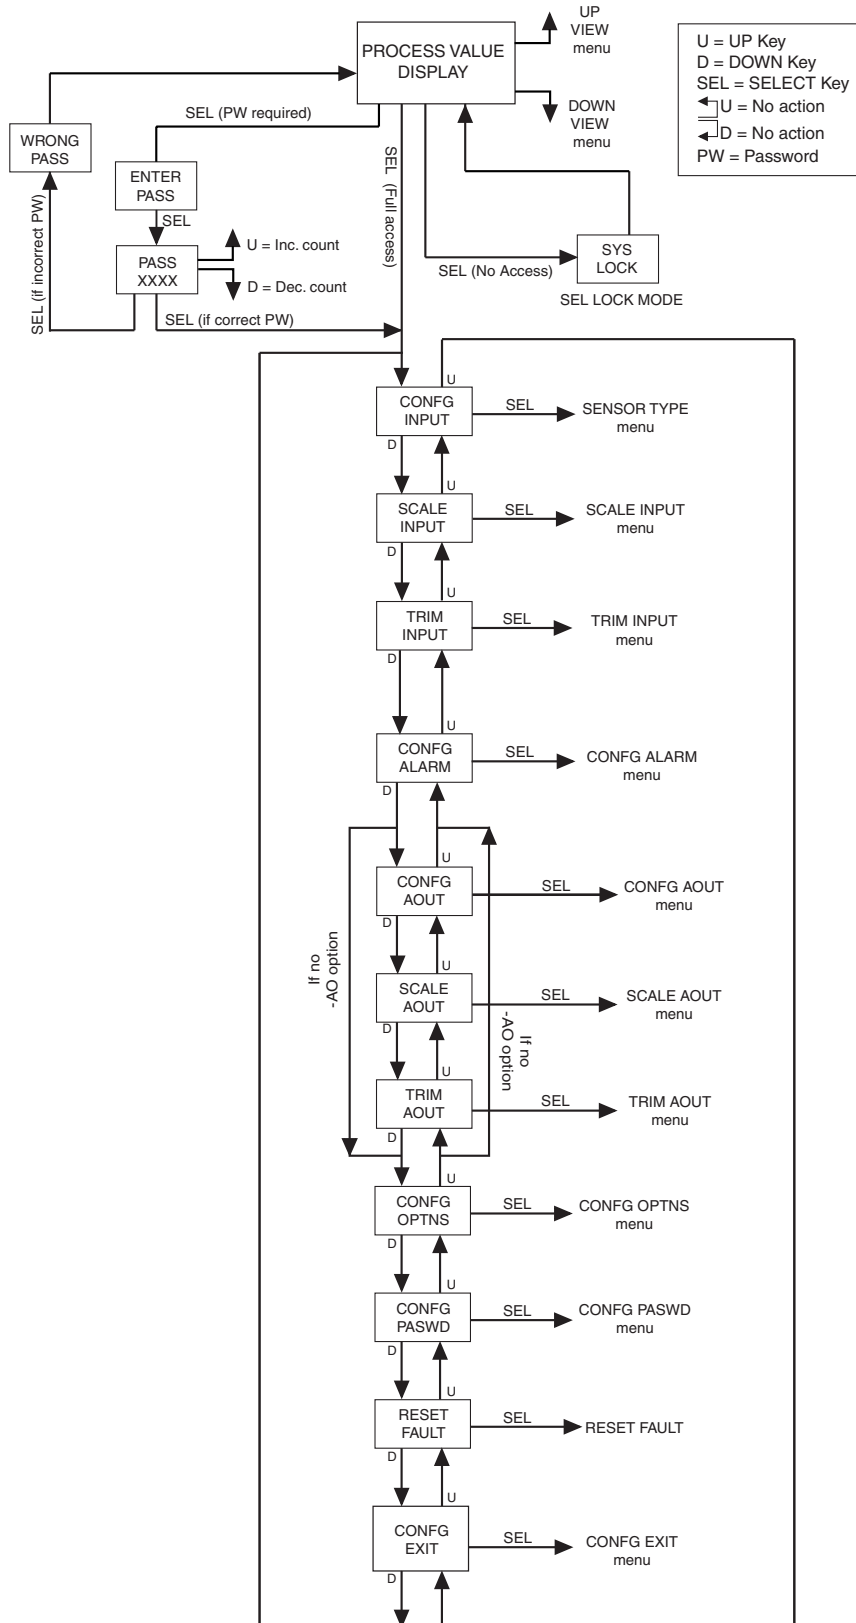 PROCESS VALUE
DISPLAY
UP
VIEW
menu
DOWN
VIEW
menu
U = UP Key
D = DOWN Key
SEL = SELECT Key
U = No action
D = No action
PW = Password
SEL (PW required)
WRONG
PASS
ENTER
PASS
SEL
PASS
XXXX
U = Inc. count
D = Dec. count
SEL (if incorrect PW)
SEL (if correct PW)
SEL (Full access)
SEL (No Access)
SYS
LOCK
SEL LOCK MODE
U
CONFG
INPUT
SEL
SENSOR TYPE
menu
D
U
SCALE
INPUT
SEL
SCALE INPUT
menu
D
U
TRIM
INPUT
SEL
TRIM INPUT
menu
D
U
CONFG
ALARM
SEL
CONFG ALARM
menu
D
U
CONFG
AOUT
SEL
CONFG AOUT
menu
D
If no
-AO option
U
SCALE
AOUT
SEL
SCALE AOUT
menu
D
If no
-AO option
U
TRIM
AOUT
SEL
TRIM AOUT
menu
D
U
CONFG
OPTNS
SEL
CONFG OPTNS
menu
D
U
CONFG
PASWD
SEL
CONFG PASWD
menu
D
U
RESET
FAULT
SEL
RESET FAULT
D
U
CONFG
EXIT
SEL
CONFG EXIT
menu
D